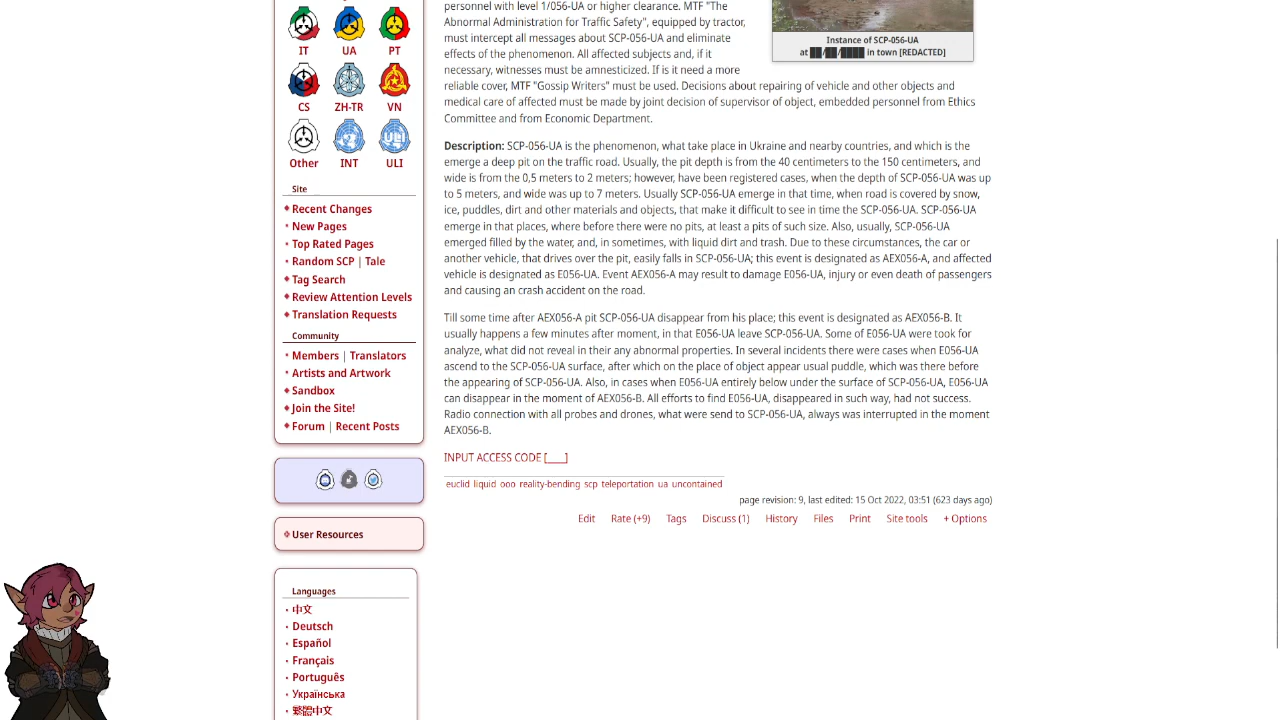 IT UA PT
CS ZH-TR VN
Other INT ULI
Site
Recent Changes
New Pages
Top Rated Pages
Random SCP | Tale
Tag Search
Review Attention Levels
Translation Requests
Community
Members | Translators
Artists and Artwork
Sandbox
Join the Site!
Forum | Recent Posts
User Resources
Languages
中文
Deutsch
Español
Français
Português
Українська
繁體中文
personnel with level 1/056-UA or higher clearance. MTF "The
Abnormal Administration for Traffic Safety", equipped by tractor,
must intercept all messages about SCP-056-UA and eliminate
effects of the phenomenon. All affected subjects and, if it
necessary, witnesses must be amnesticized. If is it need a more
reliable cover, MTF "Gossip Writers" must be used. Decisions about repairing of vehicle and other objects and
medical care of affected must be made by joint decision of supervisor of object, embedded personnel from Ethics
Committee and from Economic Department.
Instance of SCP-056-UA
at ██/██/████ in town [REDACTED]
Description: SCP-056-UA is the phenomenon, what take place in Ukraine and nearby countries, and which is the
emerge a deep pit on the traffic road. Usually, the pit depth is from the 40 centimeters to the 150 centimeters, and
wide is from the 0,5 meters to 2 meters; however, have been registered cases, when the depth of SCP-056-UA was up
to 5 meters, and wide was up to 7 meters. Usually SCP-056-UA emerge in that time, when road is covered by snow,
ice, puddles, dirt and other materials and objects, that make it difficult to see in time the SCP-056-UA. SCP-056-UA
emerge in that places, where before there were no pits, at least a pits of such size. Also, usually, SCP-056-UA
emerged filled by the water, and, in sometimes, with liquid dirt and trash. Due to these circumstances, the car or
another vehicle, that drives over the pit, easily falls in SCP-056-UA; this event is designated as AEX056-A, and affected
vehicle is designated as E056-UA. Event AEX056-A may result to damage E056-UA, injury or even death of passengers
and causing an crash accident on the road.
Till some time after AEX056-A pit SCP-056-UA disappear from his place; this event is designated as AEX056-B. It
usually happens a few minutes after moment, in that E056-UA leave SCP-056-UA. Some of E056-UA were took for
analyze, what did not reveal in their any abnormal properties. In several incidents there were cases when E056-UA
ascend to the SCP-056-UA surface, after which on the place of object appear usual puddle, which was there before
the appearing of SCP-056-UA. Also, in cases when E056-UA entirely below under the surface of SCP-056-UA, E056-UA
can disappear in the moment of AEX056-B. All efforts to find E056-UA, disappeared in such way, had not success.
Radio connection with all probes and drones, what were send to SCP-056-UA, always was interrupted in the moment
AEX056-B.
INPUT ACCESS CODE [____]
euclid liquid ooo reality-bending scp teleportation ua uncontained
page revision: 9, last edited: 15 Oct 2022, 03:51 (623 days ago)
Edit Rate (+9) Tags Discuss (1) History Files Print Site tools + Options